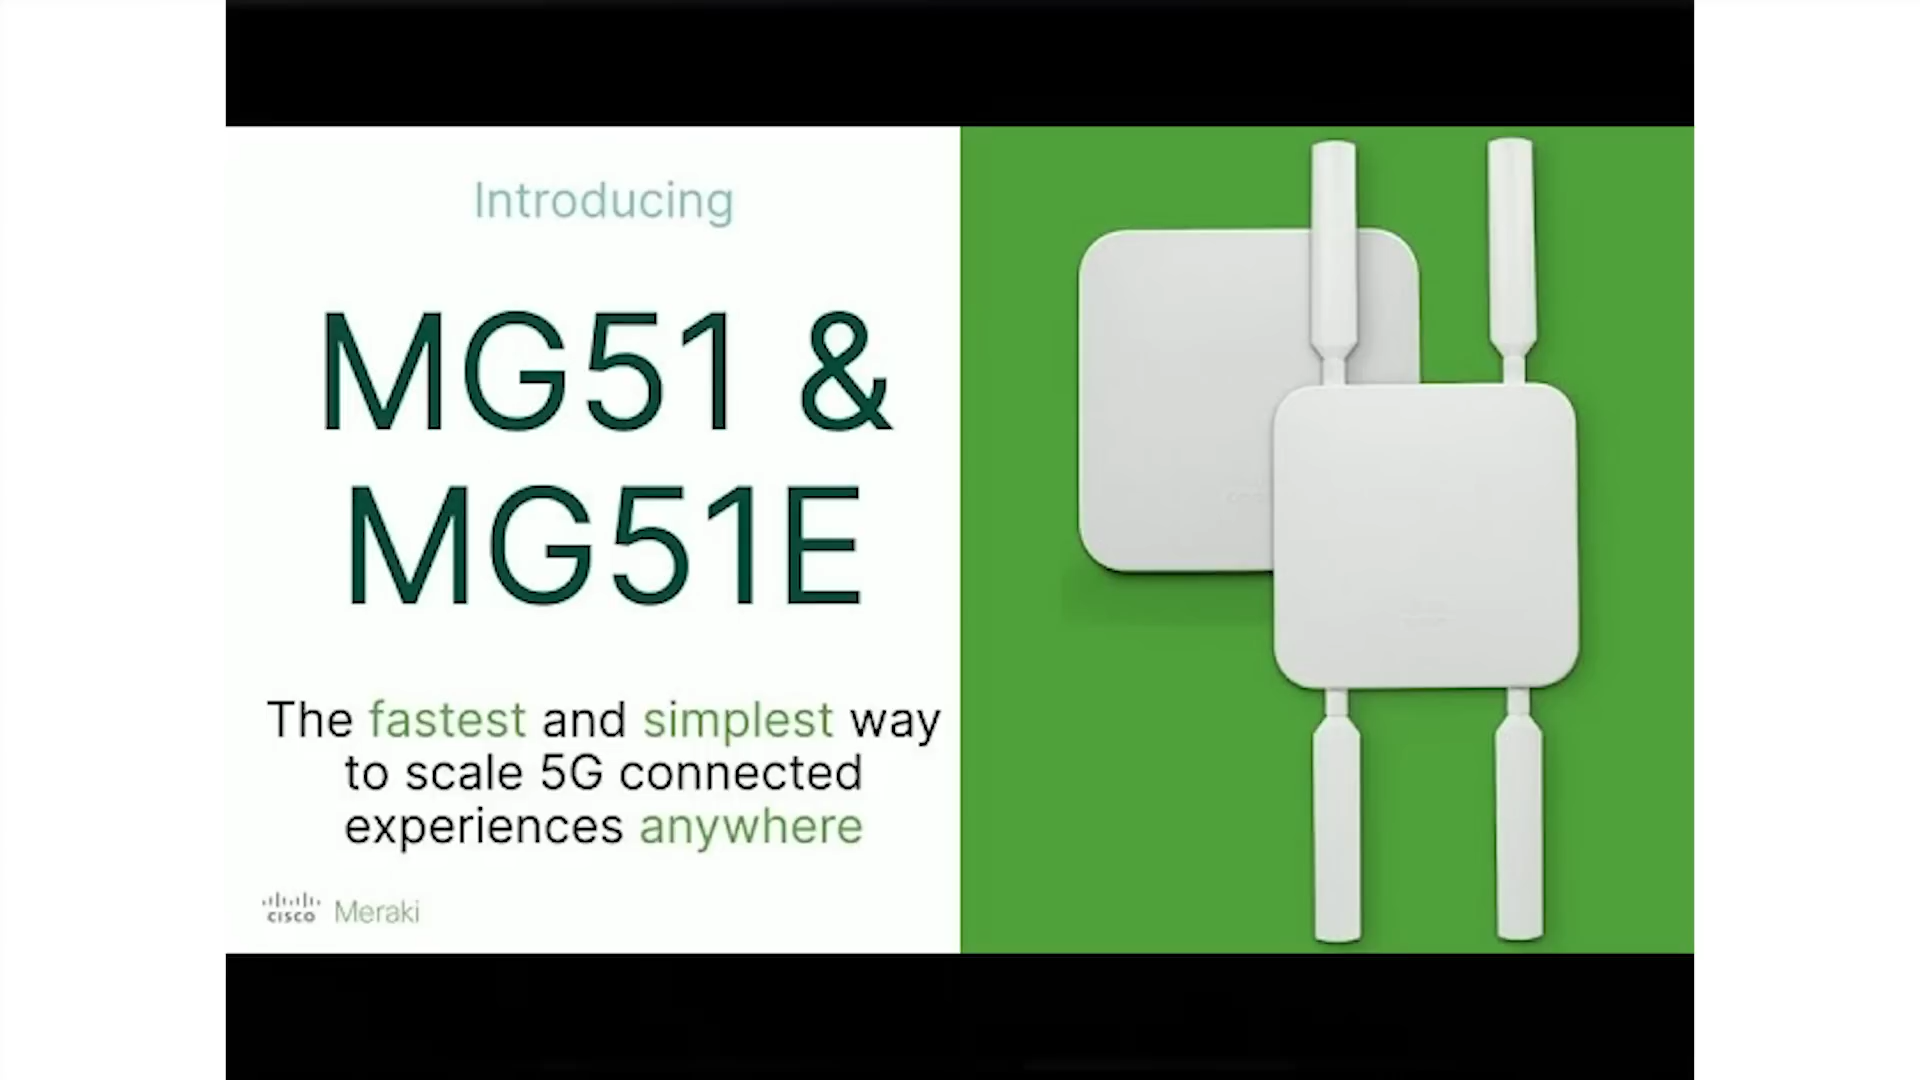 Introducing
MG51 &
MG51E
The fastest and simplest way
to scale 5G connected
experiences anywhere
CISCO Meraki